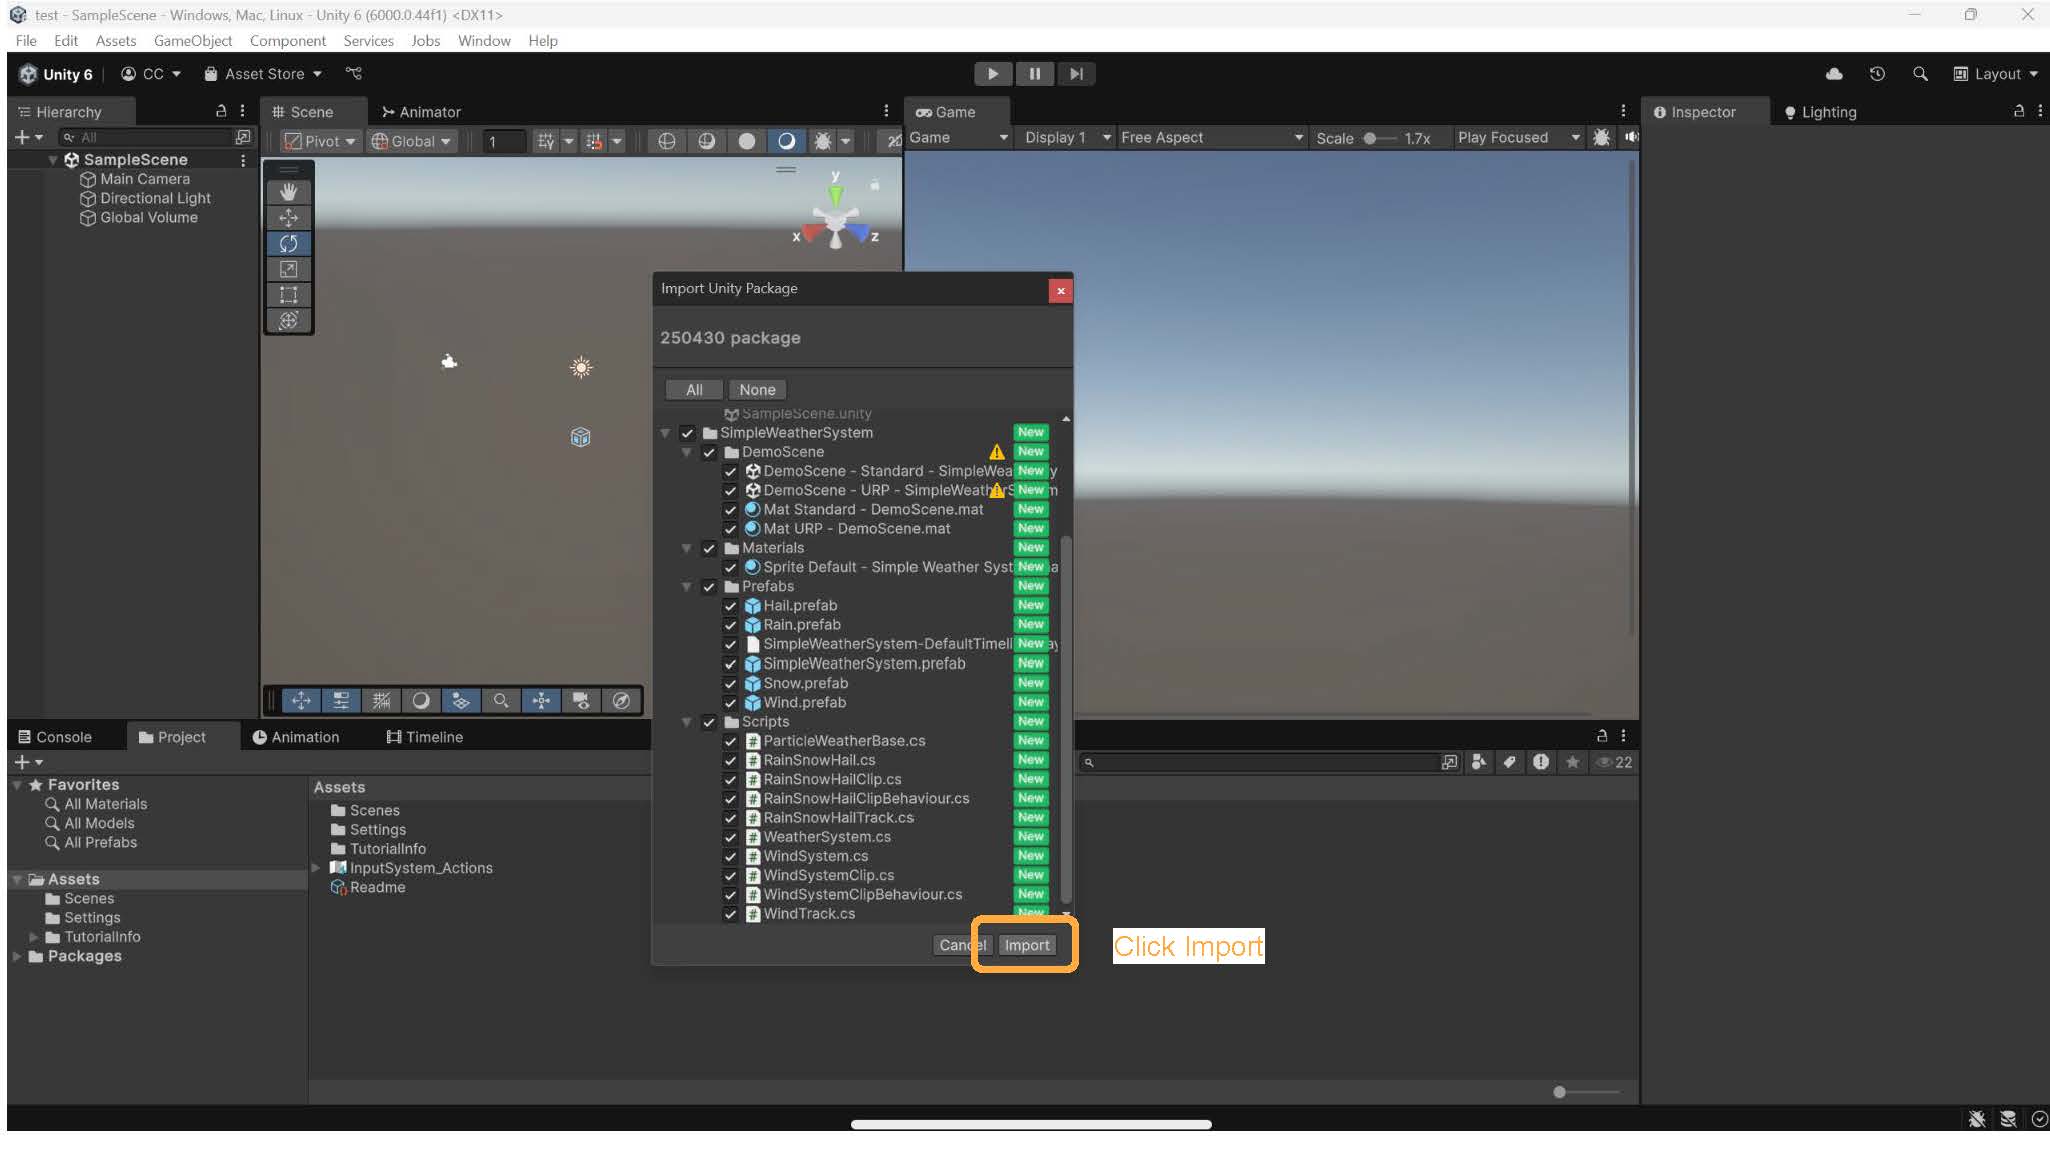 test - SampleScene - Windows, Mac, Linux - Unity 6 (6000.0.44f1) <DX11>
File Edit Assets GameObject Component Services Jobs Window Help
Unity 6 CC Asset Store Layout
Hierarchy Scene Animator Game Inspector Lighting
All Pivot Global 1 2D Game Display 1 Free Aspect Scale 1.7x Play Focused
SampleScene
Main Camera
Directional Light
Global Volume
y
x z
Import Unity Package
250430 package
All None
SampleScene.unity
SimpleWeatherSystem New
DemoScene New
DemoScene - Standard - SimpleWea New y
DemoScene - URP - SimpleWeatherS New m
Mat Standard - DemoScene.mat New
Mat URP - DemoScene.mat New
Materials New
Sprite Default - Simple Weather Syst New a
Prefabs New
Hail.prefab New
Rain.prefab New
SimpleWeatherSystem-DefaultTimeli New ay
SimpleWeatherSystem.prefab New
Snow.prefab New
Wind.prefab New
Scripts New
ParticleWeatherBase.cs New
RainSnowHail.cs New
RainSnowHailClip.cs New
RainSnowHailClipBehaviour.cs New
RainSnowHailTrack.cs New
WeatherSystem.cs New
WindSystem.cs New
WindSystemClip.cs New
WindSystemClipBehaviour.cs New
WindTrack.cs New
Cancel Import
Click Import
Console Project Animation Timeline
22
Favorites
All Materials
All Models
All Prefabs
Assets
Scenes
Settings
TutorialInfo
Packages
Assets
Scenes
Settings
TutorialInfo
InputSystem_Actions
Readme